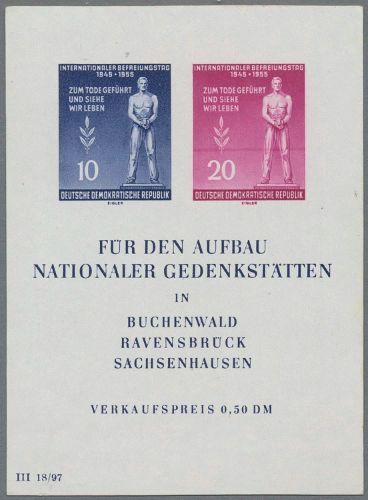 INTERNATIONALER BEFREIUNGSTAG
1945 · 1955
ZUM TODE GEFÜHRT
UND SIEHE
WIR LEBEN
10
DEUTSCHE DEMOKRATISCHE REPUBLIK
EIGLER
INTERNATIONALER BEFREIUNGSTAG
1945 · 1955
ZUM TODE GEFÜHRT
UND SIEHE
WIR LEBEN
20
DEUTSCHE DEMOKRATISCHE REPUBLIK
EIGLER
FÜR DEN AUFBAU
NATIONALER GEDENKSTÄTTEN
IN
BUCHENWALD
RAVENSBRÜCK
SACHSENHAUSEN
VERKAUFSPREIS 0,50 DM
III 18/97